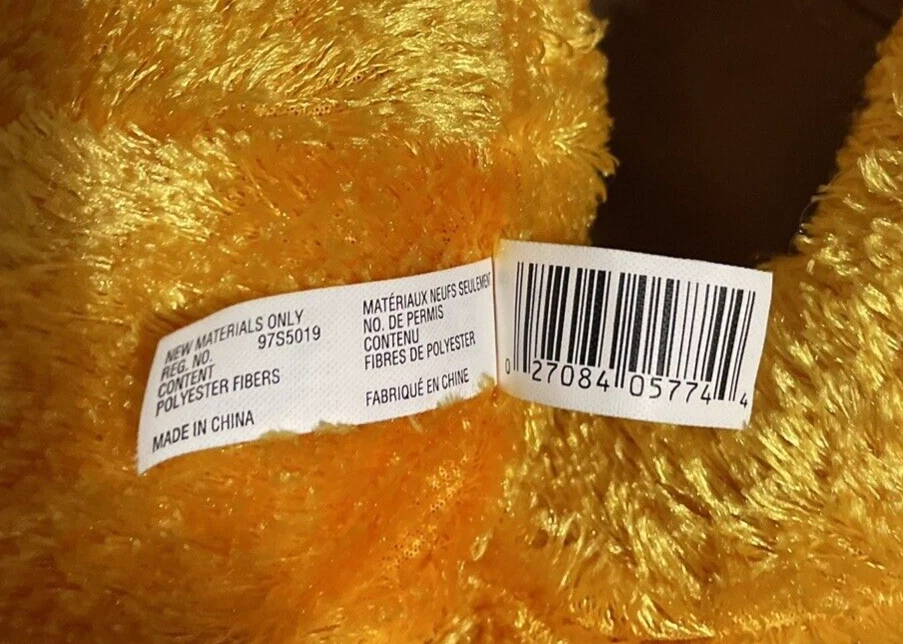 NEW MATERIALS ONLY
REG. NO. 97S5019
CONTENT
POLYESTER FIBERS
MADE IN CHINA
MATÉRIAUX NEUFS SEULEMENT
NO. DE PERMIS
CONTENU
FIBRES DE POLYESTER
FABRIQUÉ EN CHINE
0 27084 05774 4